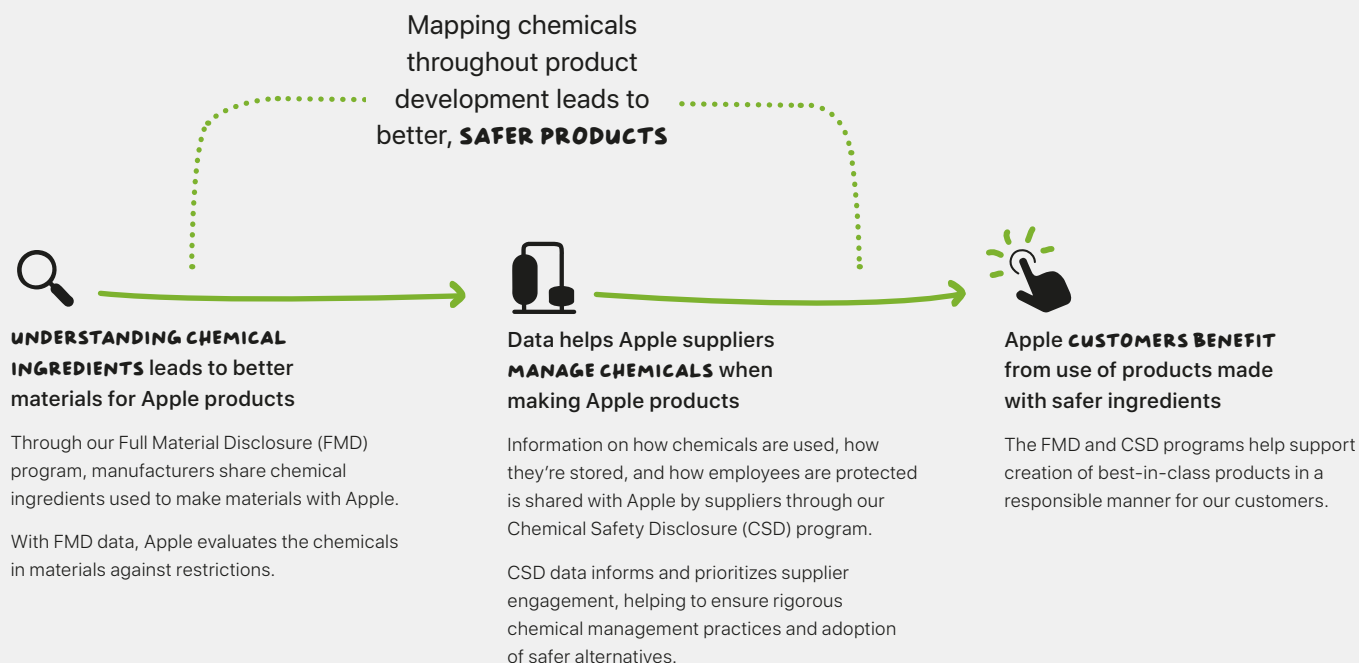 Mapping chemicals
throughout product
development leads to
better, SAFER PRODUCTS
UNDERSTANDING CHEMICAL
INGREDIENTS leads to better
materials for Apple products
Through our Full Material Disclosure (FMD)
program, manufacturers share chemical
ingredients used to make materials with Apple.
With FMD data, Apple evaluates the chemicals
in materials against restrictions.
Data helps Apple suppliers
MANAGE CHEMICALS when
making Apple products
Information on how chemicals are used, how
they’re stored, and how employees are protected
is shared with Apple by suppliers through our
Chemical Safety Disclosure (CSD) program.
CSD data informs and prioritizes supplier
engagement, helping to ensure rigorous
chemical management practices and adoption
of safer alternatives.
Apple CUSTOMERS BENEFIT
from use of products made
with safer ingredients
The FMD and CSD programs help support
creation of best-in-class products in a
responsible manner for our customers.